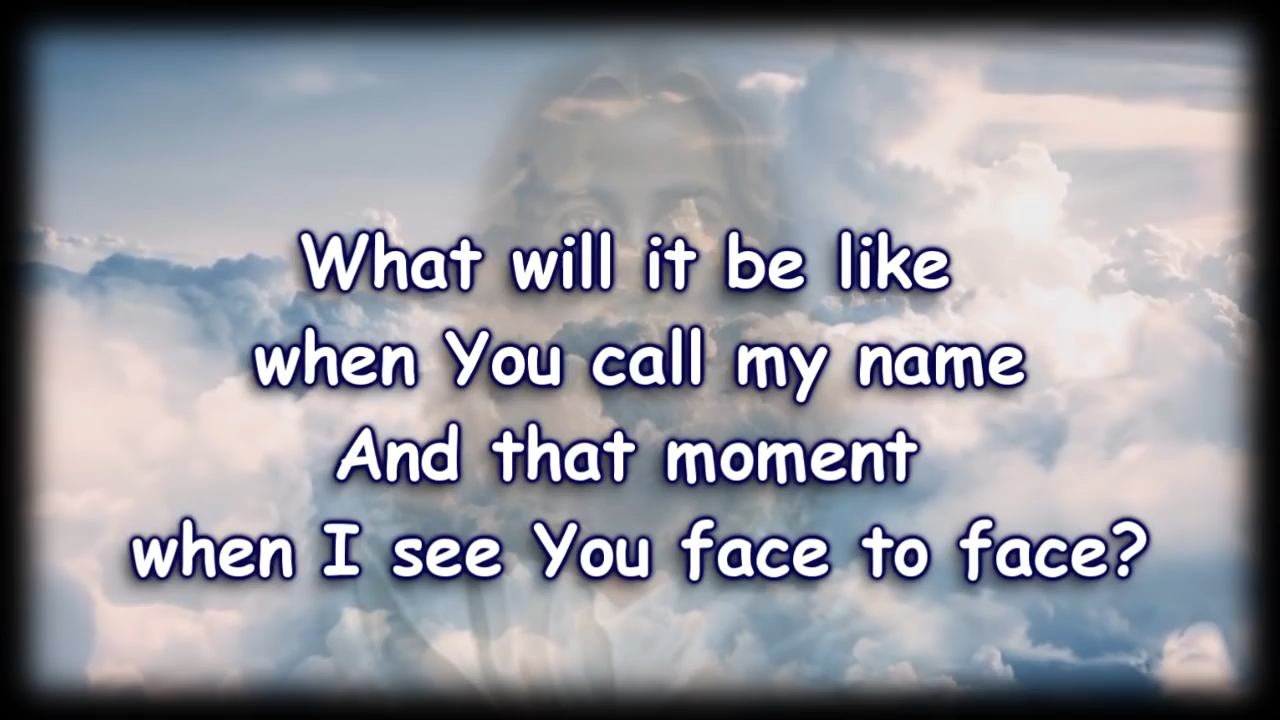 What will it be like
when You call my name
And that moment
when I see You face to face?